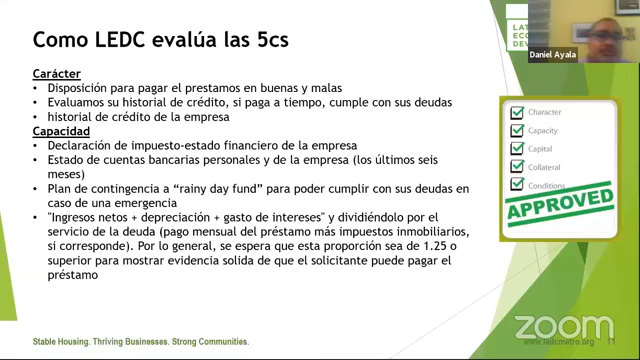 Como LEDC evalúa las 5cs
LAT
ECO
DEV
Daniel Ayala
Carácter
• Disposición para pagar el prestamos en buenas y malas
• Evaluamos su historial de crédito, si paga a tiempo, cumple con sus deudas
• historial de crédito de la empresa
Capacidad
• Declaración de impuesto-estado financiero de la empresa
• Estado de cuentas bancarias personales y de la empresa (los últimos seis
meses)
• Plan de contingencia a “rainy day fund” para poder cumplir con sus deudas en
caso de una emergencia
• "Ingresos netos + depreciación + gasto de intereses" y dividiéndolo por el
servicio de la deuda (pago mensual del préstamo más impuestos inmobiliarios,
si corresponde). Por lo general, se espera que esta proporción sea de 1.25 o
superior para mostrar evidencia solida de que el solicitante puede pagar el
préstamo
Character
Capacity
Capital
Collateral
Conditions
APPROVED
Stable Housing. Thriving Businesses. Strong Communities.
www.ledcmetro.org
11
zoom